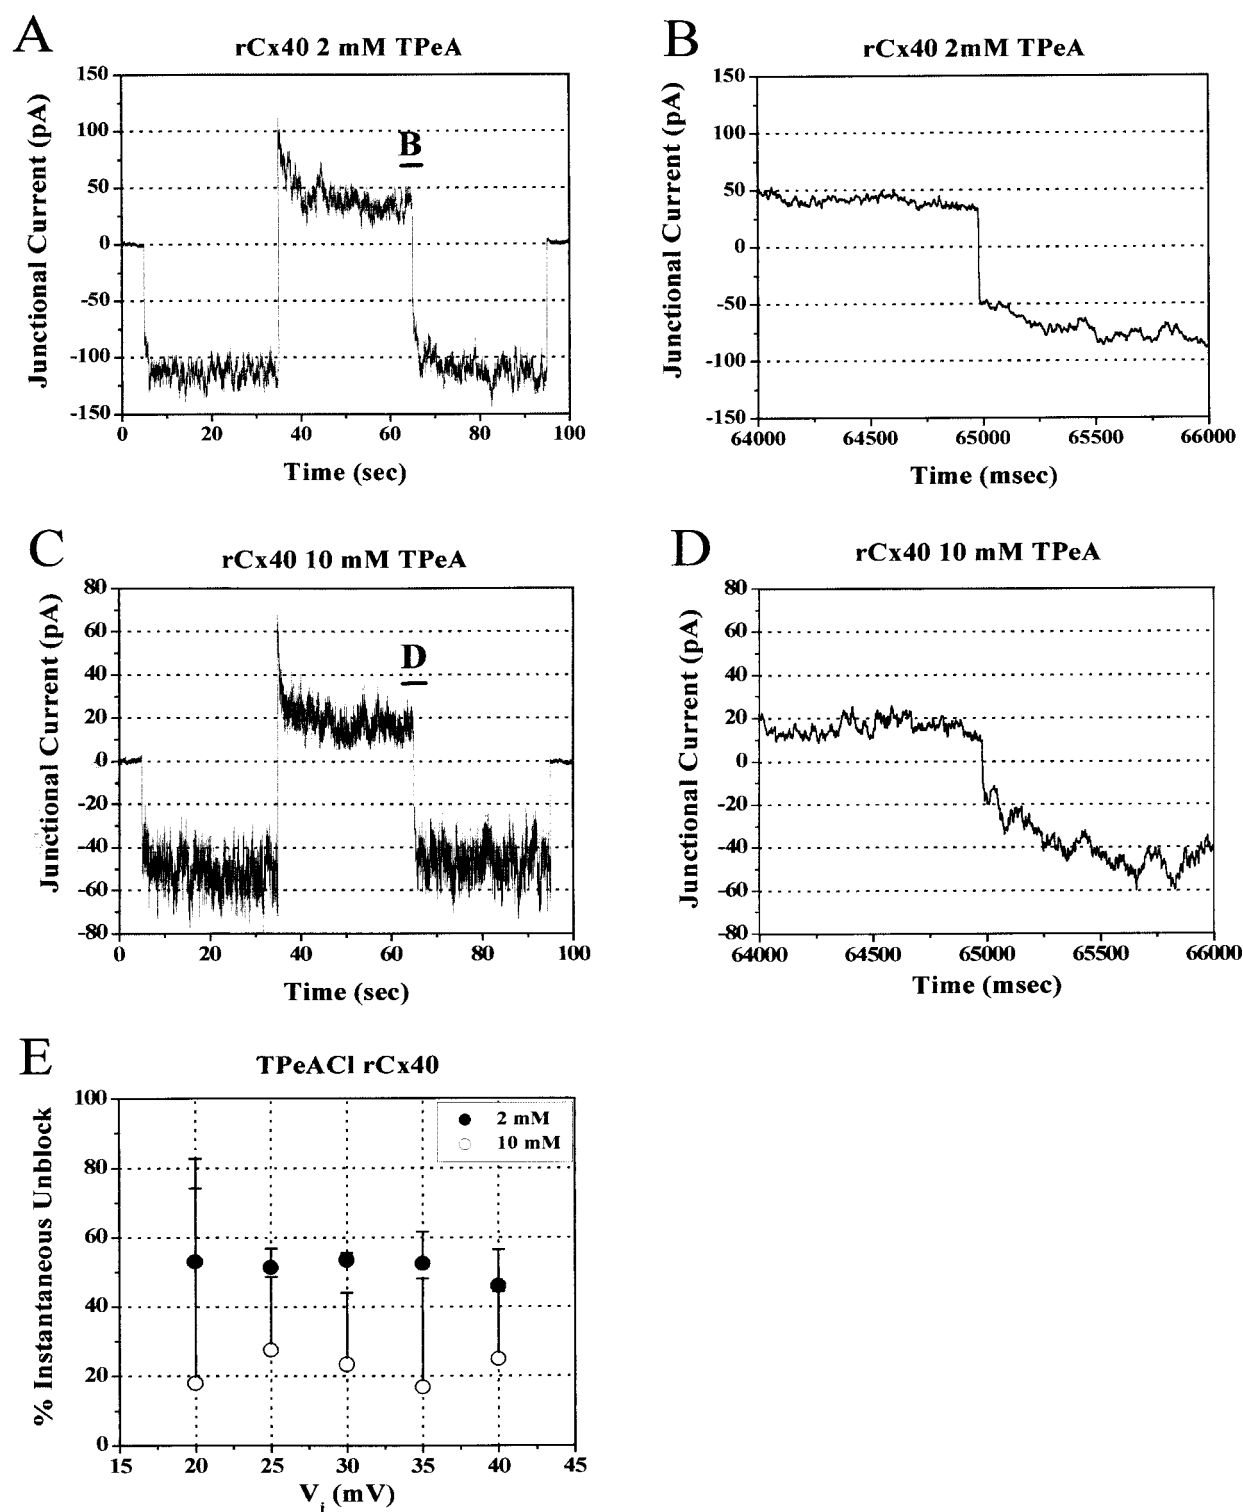 A
rCx40 2 mM TPeA
150
100
50
0
-50
-100
-150
Junctional Current (pA)
B
0 20 40 60 80 100
Time (sec)
B
rCx40 2mM TPeA
150
100
50
0
-50
-100
-150
Junctional Current (pA)
64000 64500 65000 65500 66000
Time (msec)
C
rCx40 10 mM TPeA
80
60
40
20
0
-20
-40
-60
-80
Junctional Current (pA)
D
0 20 40 60 80 100
Time (sec)
D
rCx40 10 mM TPeA
80
60
40
20
0
-20
-40
-60
-80
Junctional Current (pA)
64000 64500 65000 65500 66000
Time (msec)
E
TPeACl rCx40
100
80
60
40
20
0
% Instantaneous Unblock
2 mM
10 mM
15 20 25 30 35 40 45
Vj (mV)